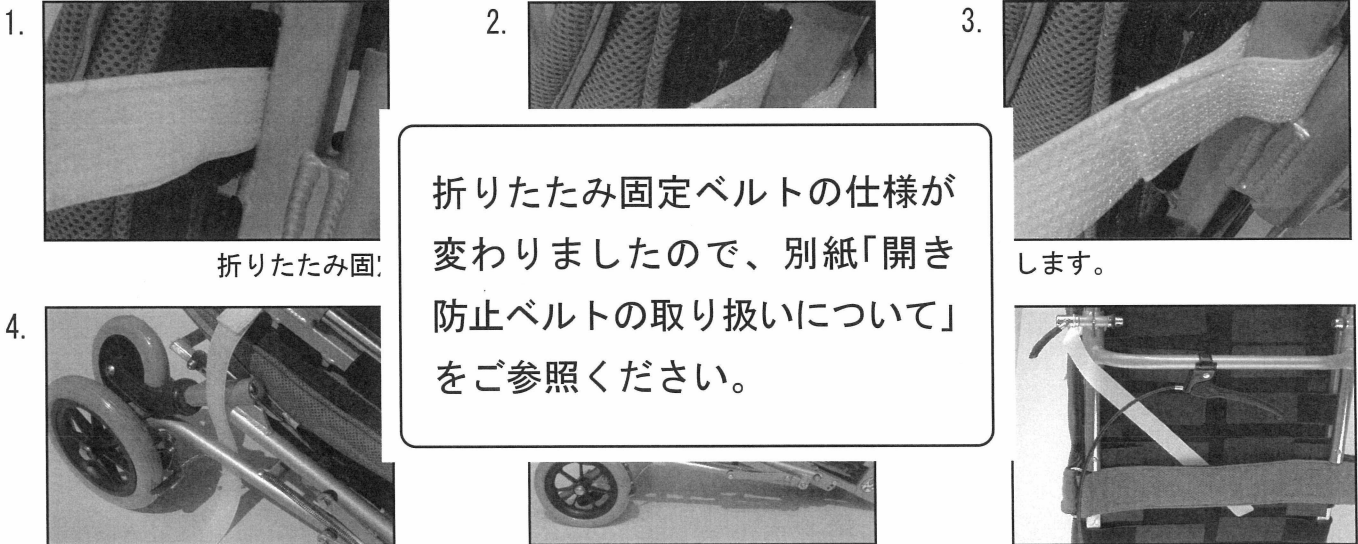 1.
2.
3.
折りたたみ固定ベルトの仕様が
変わりましたので、別紙「開き
防止ベルトの取り扱いについて」
をご参照ください。
折りたたみ固
します。
4.